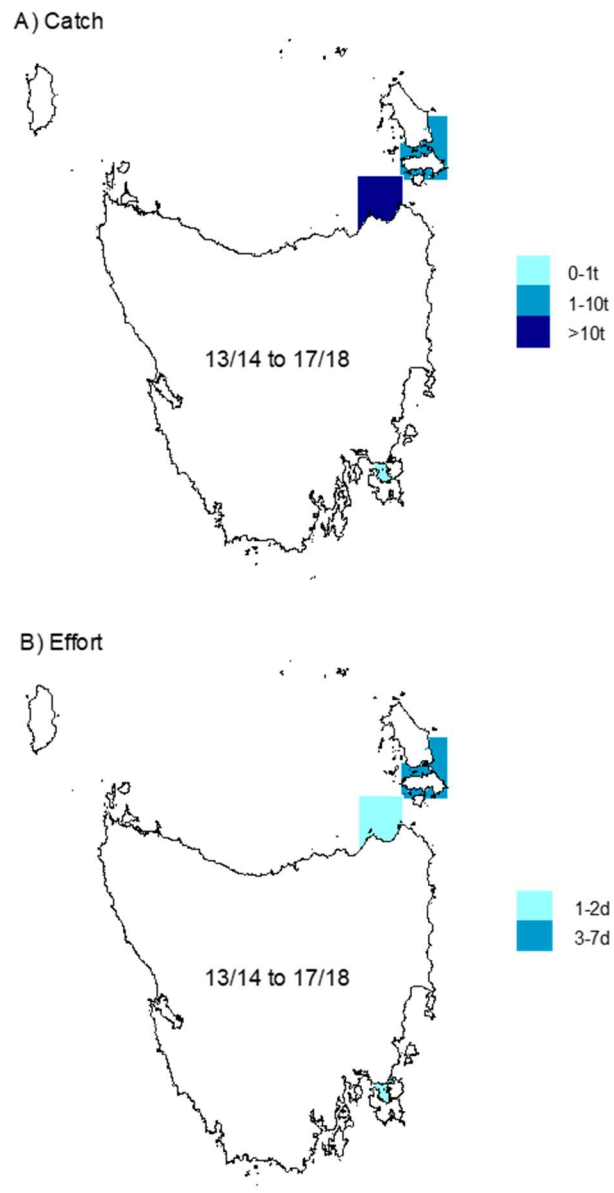 A) Catch
0-1t
1-10t
>10t
13/14 to 17/18
B) Effort
1-2d
3-7d
13/14 to 17/18